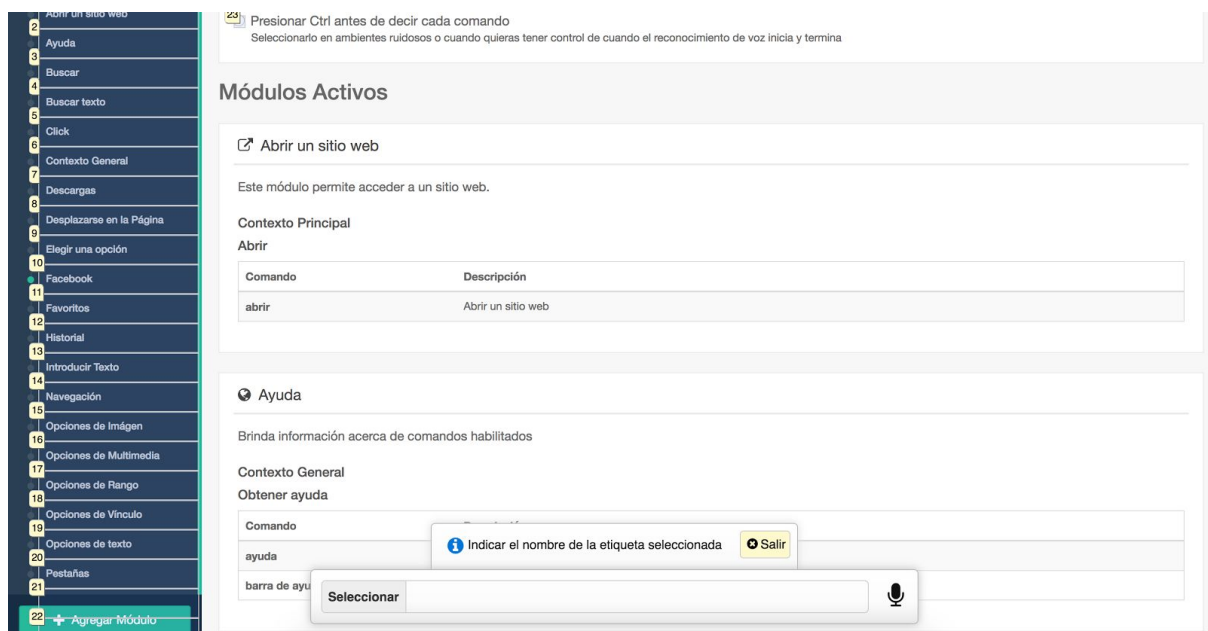 Abrir un sitio web
2
Ayuda
3
Buscar
4
Buscar texto
5
Click
6
Contexto General
7
Descargas
8
Desplazarse en la Página
9
Elegir una opción
10
Facebook
11
Favoritos
12
Historial
13
Introducir Texto
14
Navegación
15
Opciones de Imágen
16
Opciones de Multimedia
17
Opciones de Rango
18
Opciones de Vínculo
19
Opciones de texto
20
Pestañas
21
22 + Agregar Módulo
23 Presionar Ctrl antes de decir cada comando
Seleccionarlo en ambientes ruidosos o cuando quieras tener control de cuando el reconocimiento de voz inicia y termina
Módulos Activos
Abrir un sitio web
Este módulo permite acceder a un sitio web.
Contexto Principal
Abrir
Comando Descripción
abrir Abrir un sitio web
Ayuda
Brinda información acerca de comandos habilitados
Contexto General
Obtener ayuda
Comando
ayuda
barra de ayu
Indicar el nombre de la etiqueta seleccionada Salir
Seleccionar